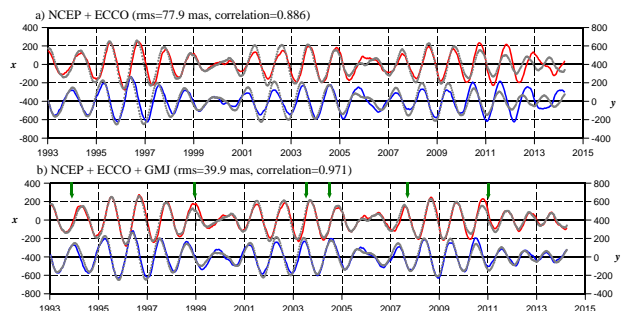 a) NCEP + ECCO (rms=77.9 mas, correlation=0.886)
400 800
200 600
x 0 400
-200 200
-400 0 y
-600 -200
-800 -400
1993 1995 1997 1999 2001 2003 2005 2007 2009 2011 2013 2015
b) NCEP + ECCO + GMJ (rms=39.9 mas, correlation=0.971)
400 800
200 600
x 0 400
-200 200
-400 0 y
-600 -200
-800 -400
1993 1995 1997 1999 2001 2003 2005 2007 2009 2011 2013 2015